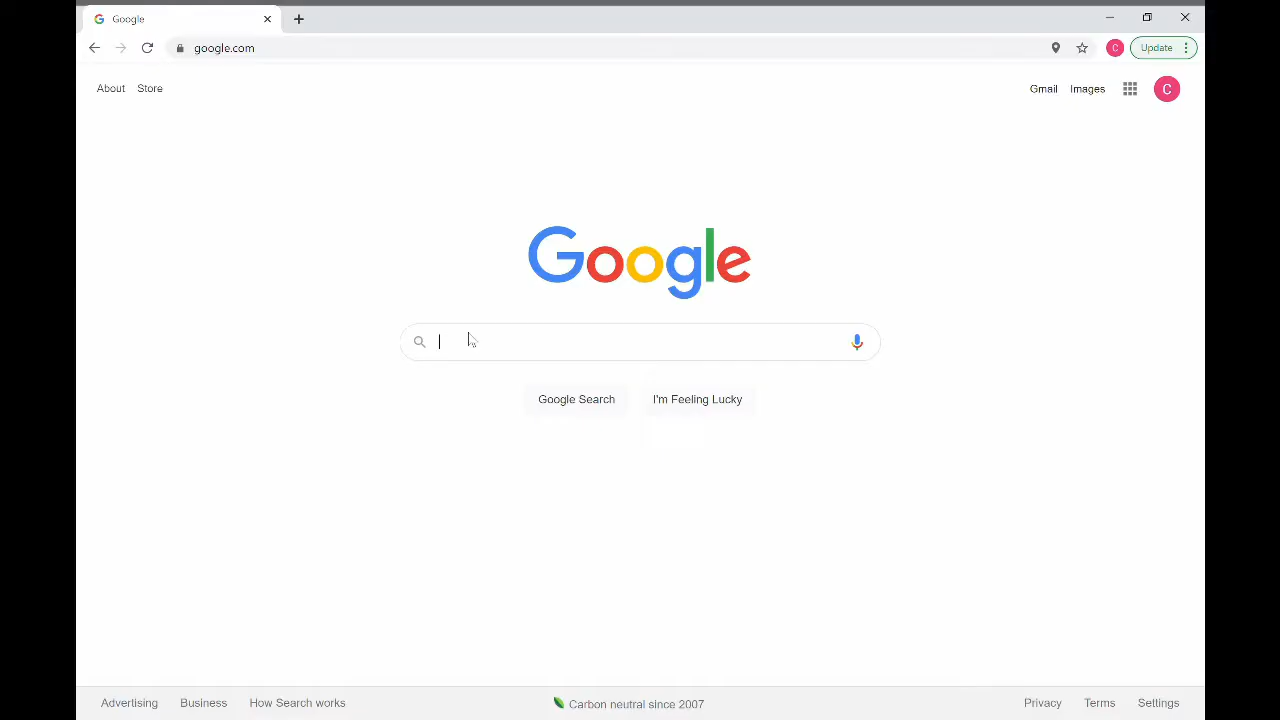 Google
google.com
C
Update
About
Store
Gmail
Images
C
Google
Google Search
I'm Feeling Lucky
Advertising
Business
How Search works
Carbon neutral since 2007
Privacy
Terms
Settings